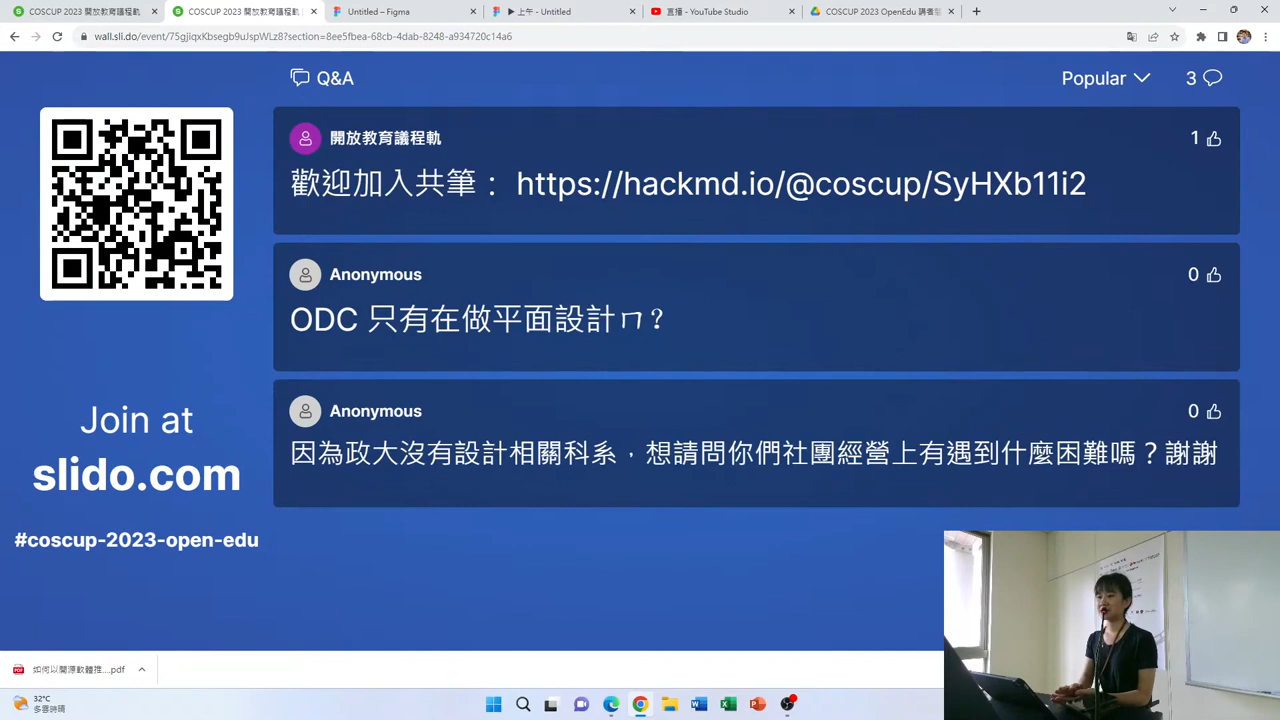 COSCUP 2023 開放教育議程軌
COSCUP 2023 開放教育議程軌
Untitled – Figma
▶ 上午 - Untitled
直播 - YouTube Studio
COSCUP 2023 OpenEdu 講者
wall.sli.do/event/75gjiqxKbsegb9uJspWLz8?section=8ee5fbea-68cb-4dab-8248-a934720c14a6
Q&A
Popular
3
開放教育議程軌
1
歡迎加入共筆： https://hackmd.io/@coscup/SyHXb11i2
Anonymous
0
ODC 只有在做平面設計ㄇ？
Anonymous
0
因為政大沒有設計相關科系，想請問你們社團經營上有遇到什麼困難嗎？謝謝
Join at
slido.com
#coscup-2023-open-edu
如何以開源軟體推....pdf
32°C
多雲時晴